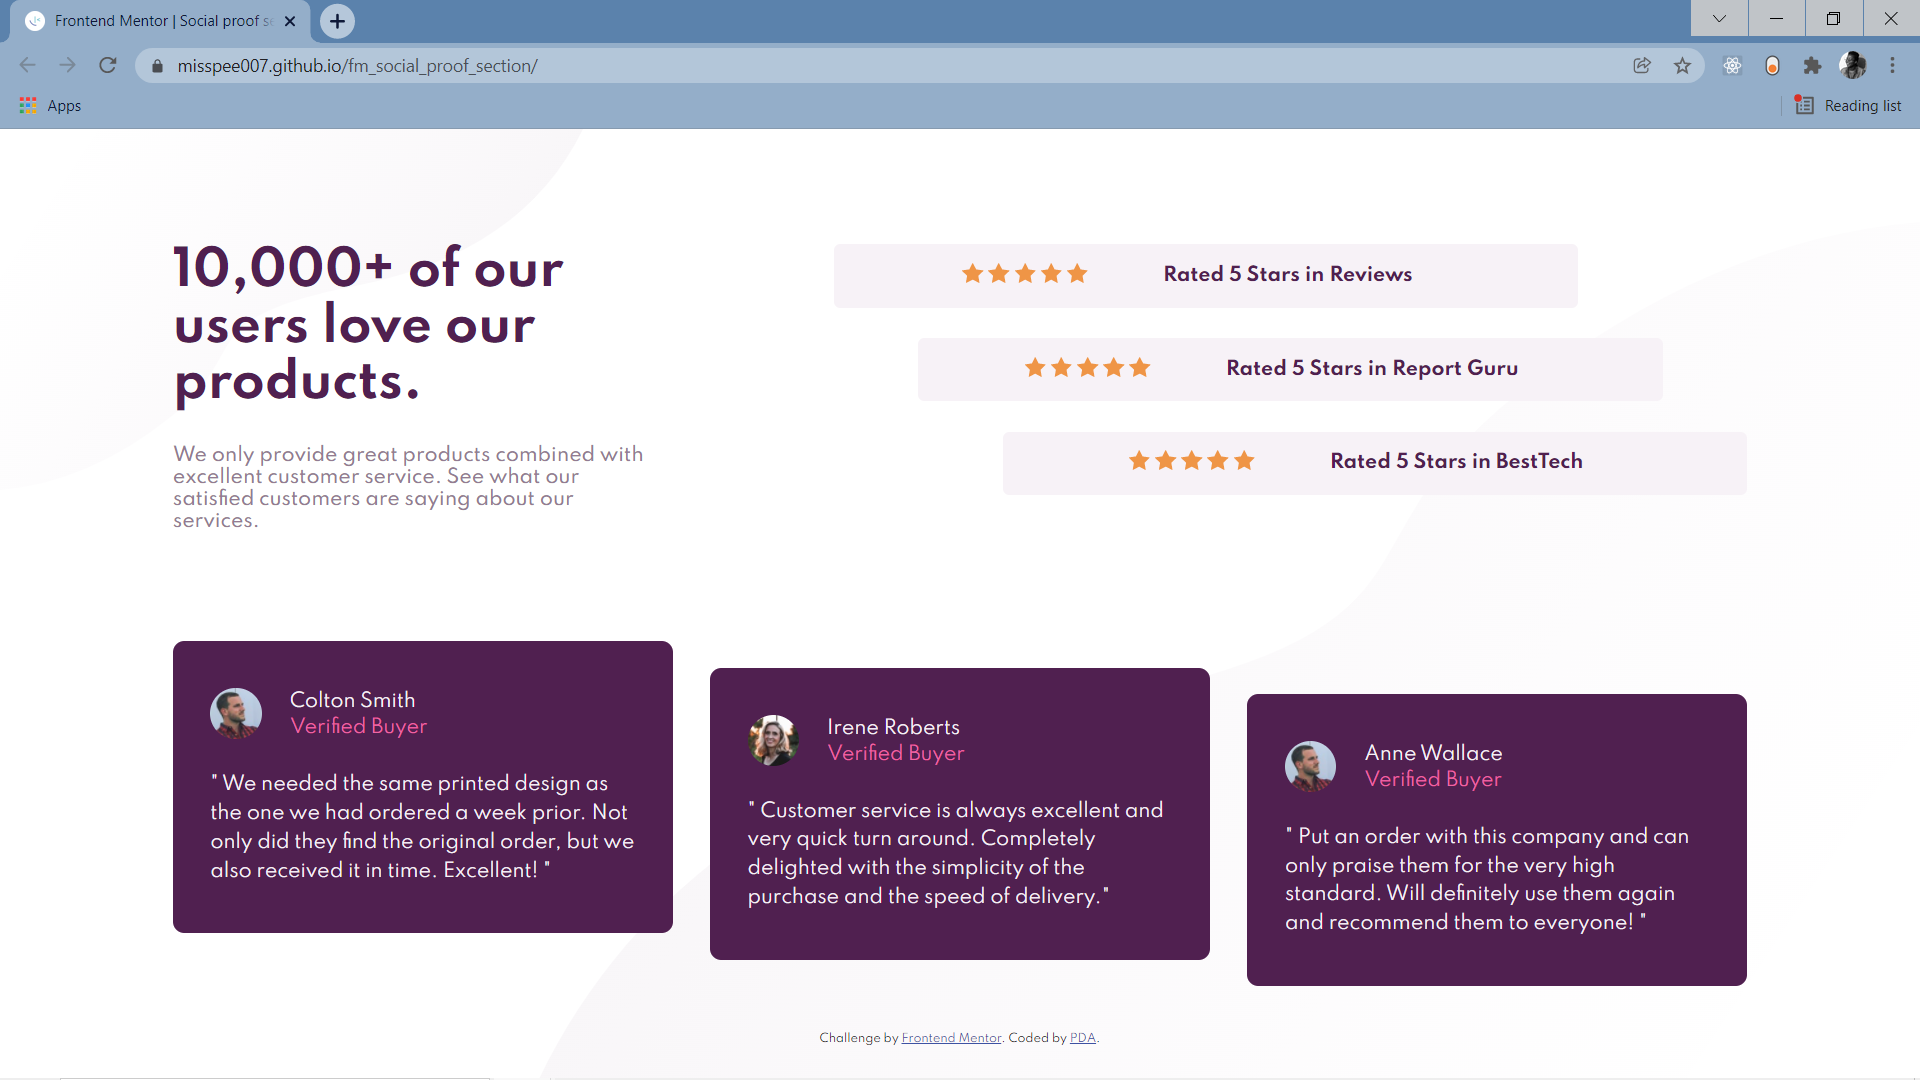 Frontend Mentor | Social proof se
misspee007.github.io/fm_social_proof_section/
Apps
Reading list
10,000+ of our
users love our
products.
We only provide great products combined with
excellent customer service. See what our
satisfied customers are saying about our
services.
Rated 5 Stars in Reviews
Rated 5 Stars in Report Guru
Rated 5 Stars in BestTech
Colton Smith
Verified Buyer
" We needed the same printed design as
the one we had ordered a week prior. Not
only did they find the original order, but we
also received it in time. Excellent! "
Irene Roberts
Verified Buyer
" Customer service is always excellent and
very quick turn around. Completely
delighted with the simplicity of the
purchase and the speed of delivery."
Anne Wallace
Verified Buyer
" Put an order with this company and can
only praise them for the very high
standard. Will definitely use them again
and recommend them to everyone! "
Challenge by Frontend Mentor. Coded by PDA.